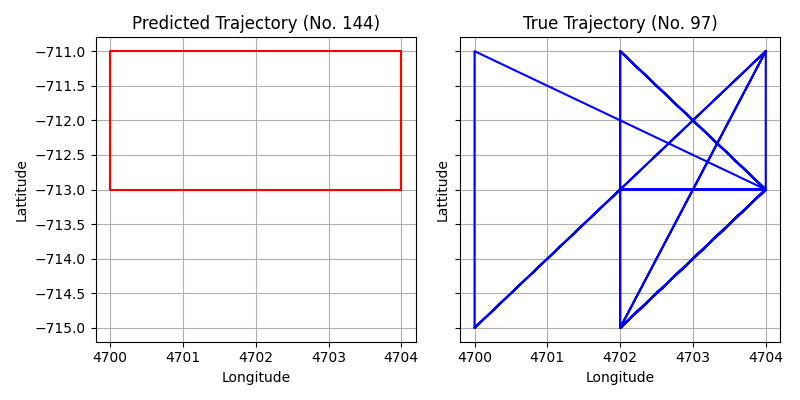 Predicted Trajectory (No. 144)
True Trajectory (No. 97)
Lattitude
−711.0
−711.5
−712.0
−712.5
−713.0
−713.5
−714.0
−714.5
−715.0
4700 4701 4702 4703 4704
Longitude
Lattitude
4700 4701 4702 4703 4704
Longitude